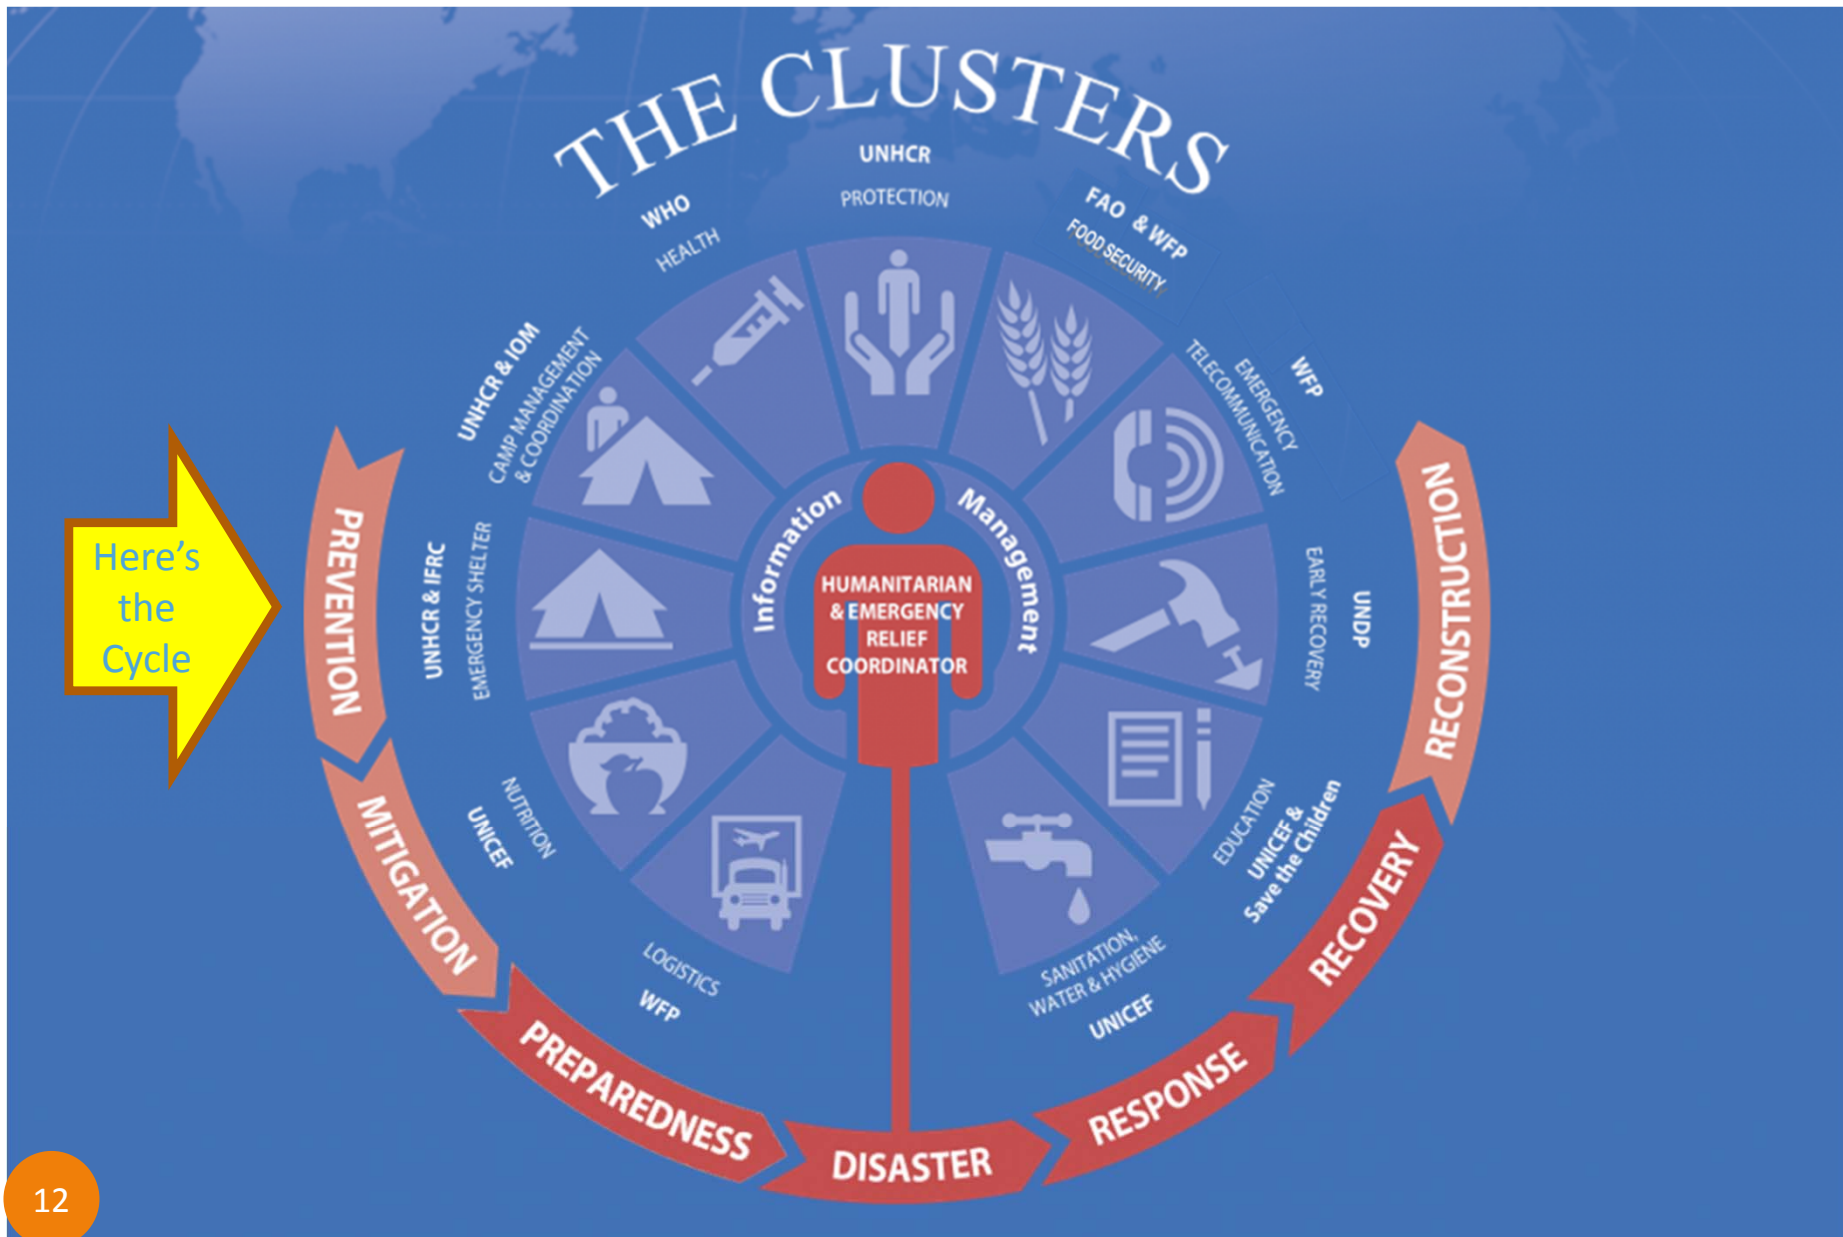 THE CLUSTERS
UNHCR
PROTECTION
FAO & WFP
FOOD SECURITY
WFP
EMERGENCY
TELECOMMUNICATION
UNDP
EARLY RECOVERY
EDUCATION
UNICEF &
Save the Children
SANITATION,
WATER & HYGIENE
UNICEF
LOGISTICS
WFP
NUTRITION
UNICEF
UNHCR & IFRC
EMERGENCY SHELTER
UNHCR & IOM
CAMP MANAGEMENT
& COORDINATION
WHO
HEALTH
Information
Management
HUMANITARIAN
& EMERGENCY
RELIEF
COORDINATOR
Here's
the
Cycle
PREVENTION
MITIGATION
PREPAREDNESS
DISASTER
RESPONSE
RECOVERY
RECONSTRUCTION
12